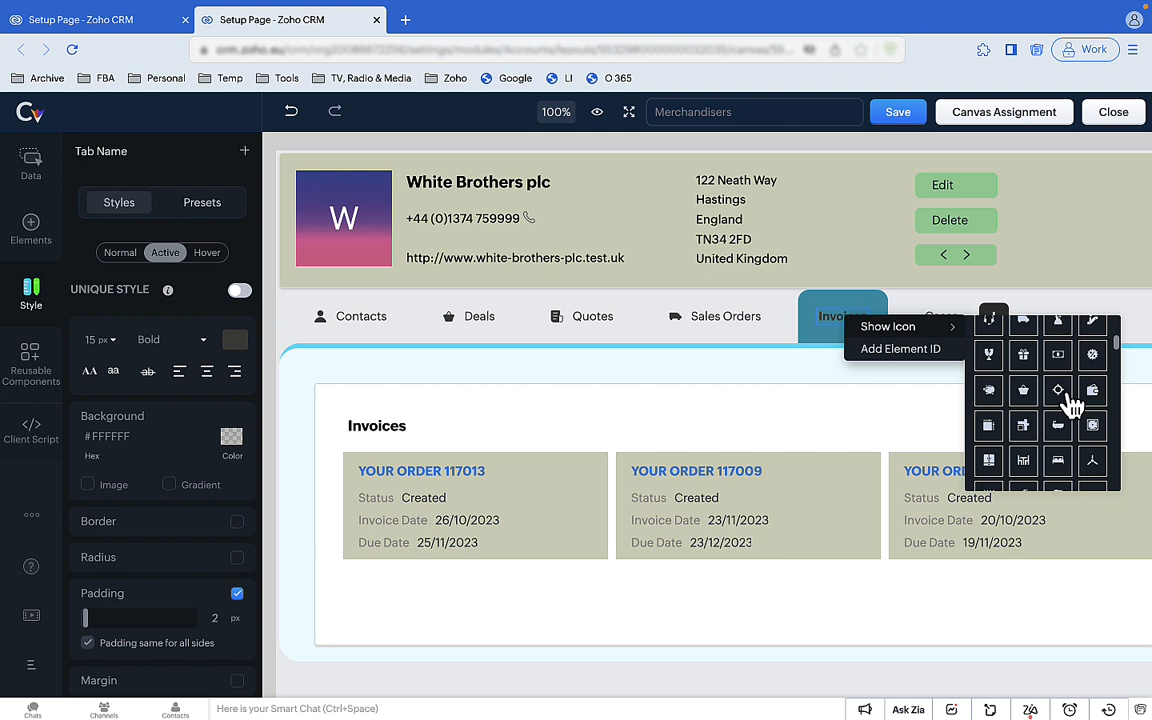 Setup Page - Zoho CRM
Setup Page - Zoho CRM
Work
Archive
FBA
Personal
Temp
Tools
TV, Radio & Media
Zoho
Google
LI
O 365
100%
Merchandisers
Save
Canvas Assignment
Close
Data
Elements
Style
Reusable
Components
Client Script
Tab Name
Styles
Presets
Normal
Active
Hover
UNIQUE STYLE
15 px
Bold
AA
aa
ab
Background
#FFFFFF
Hex
Color
Image
Gradient
Border
Radius
Padding
2
px
Padding same for all sides
Margin
W
White Brothers plc
+44 (0)1374 759999
http://www.white-brothers-plc.test.uk
122 Neath Way
Hastings
England
TN34 2FD
United Kingdom
Edit
Delete
Contacts
Deals
Quotes
Sales Orders
Show Icon
Add Element ID
Invoices
YOUR ORDER 117013
Status Created
Invoice Date 26/10/2023
Due Date 25/11/2023
YOUR ORDER 117009
Status Created
Invoice Date 23/11/2023
Due Date 23/12/2023
YOUR
Status Created
Invoice Date 20/10/2023
Due Date 19/11/2023
Chats
Channels
Contacts
Here is your Smart Chat (Ctrl+Space)
Ask Zia